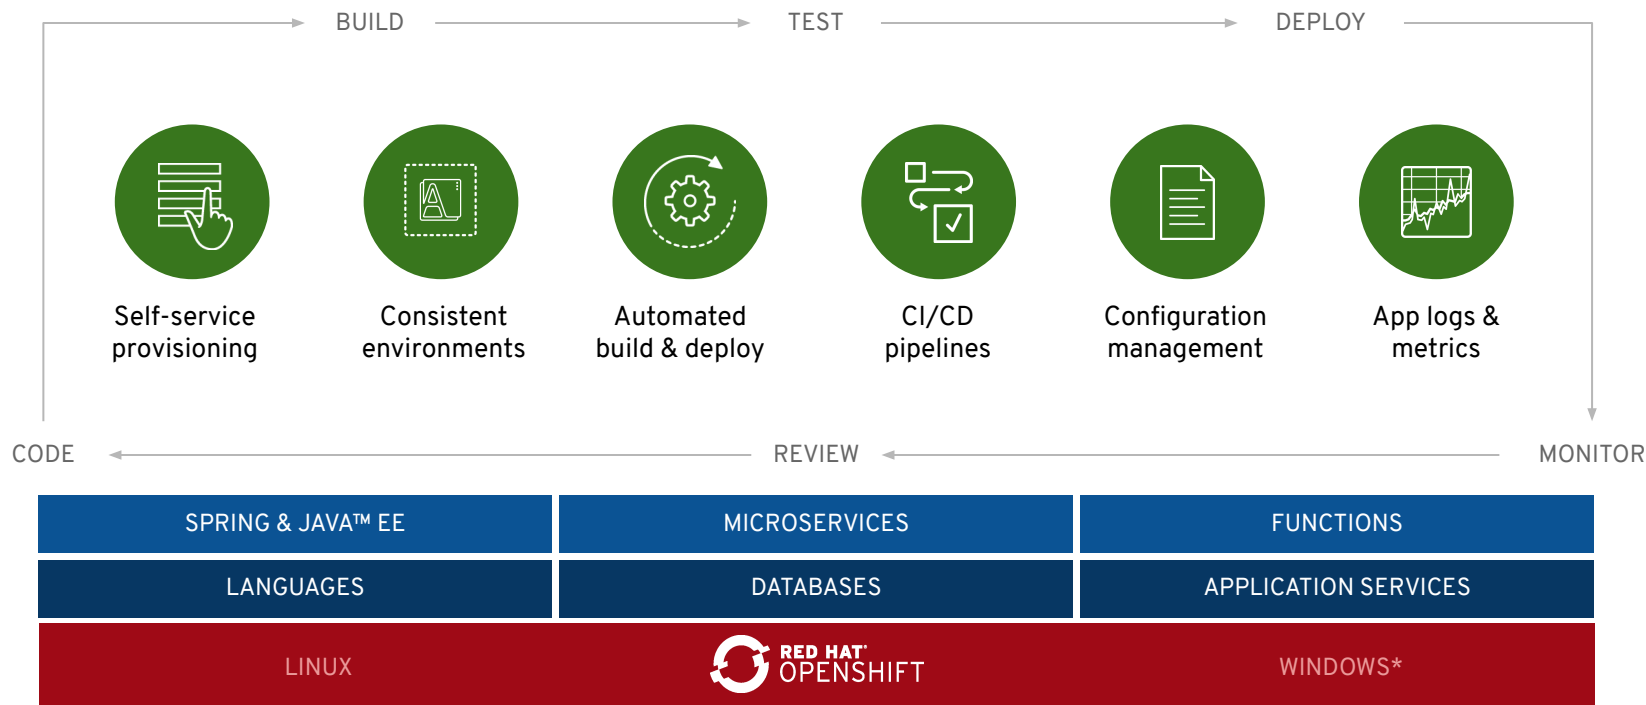 BUILD
TEST
DEPLOY
Self-service
provisioning
Consistent
environments
Automated
build & deploy
CI/CD
pipelines
Configuration
management
App logs &
metrics
CODE
REVIEW
MONITOR
SPRING & JAVA™ EE
MICROSERVICES
FUNCTIONS
LANGUAGES
DATABASES
APPLICATION SERVICES
LINUX
RED HAT®
OPENSHIFT
WINDOWS*